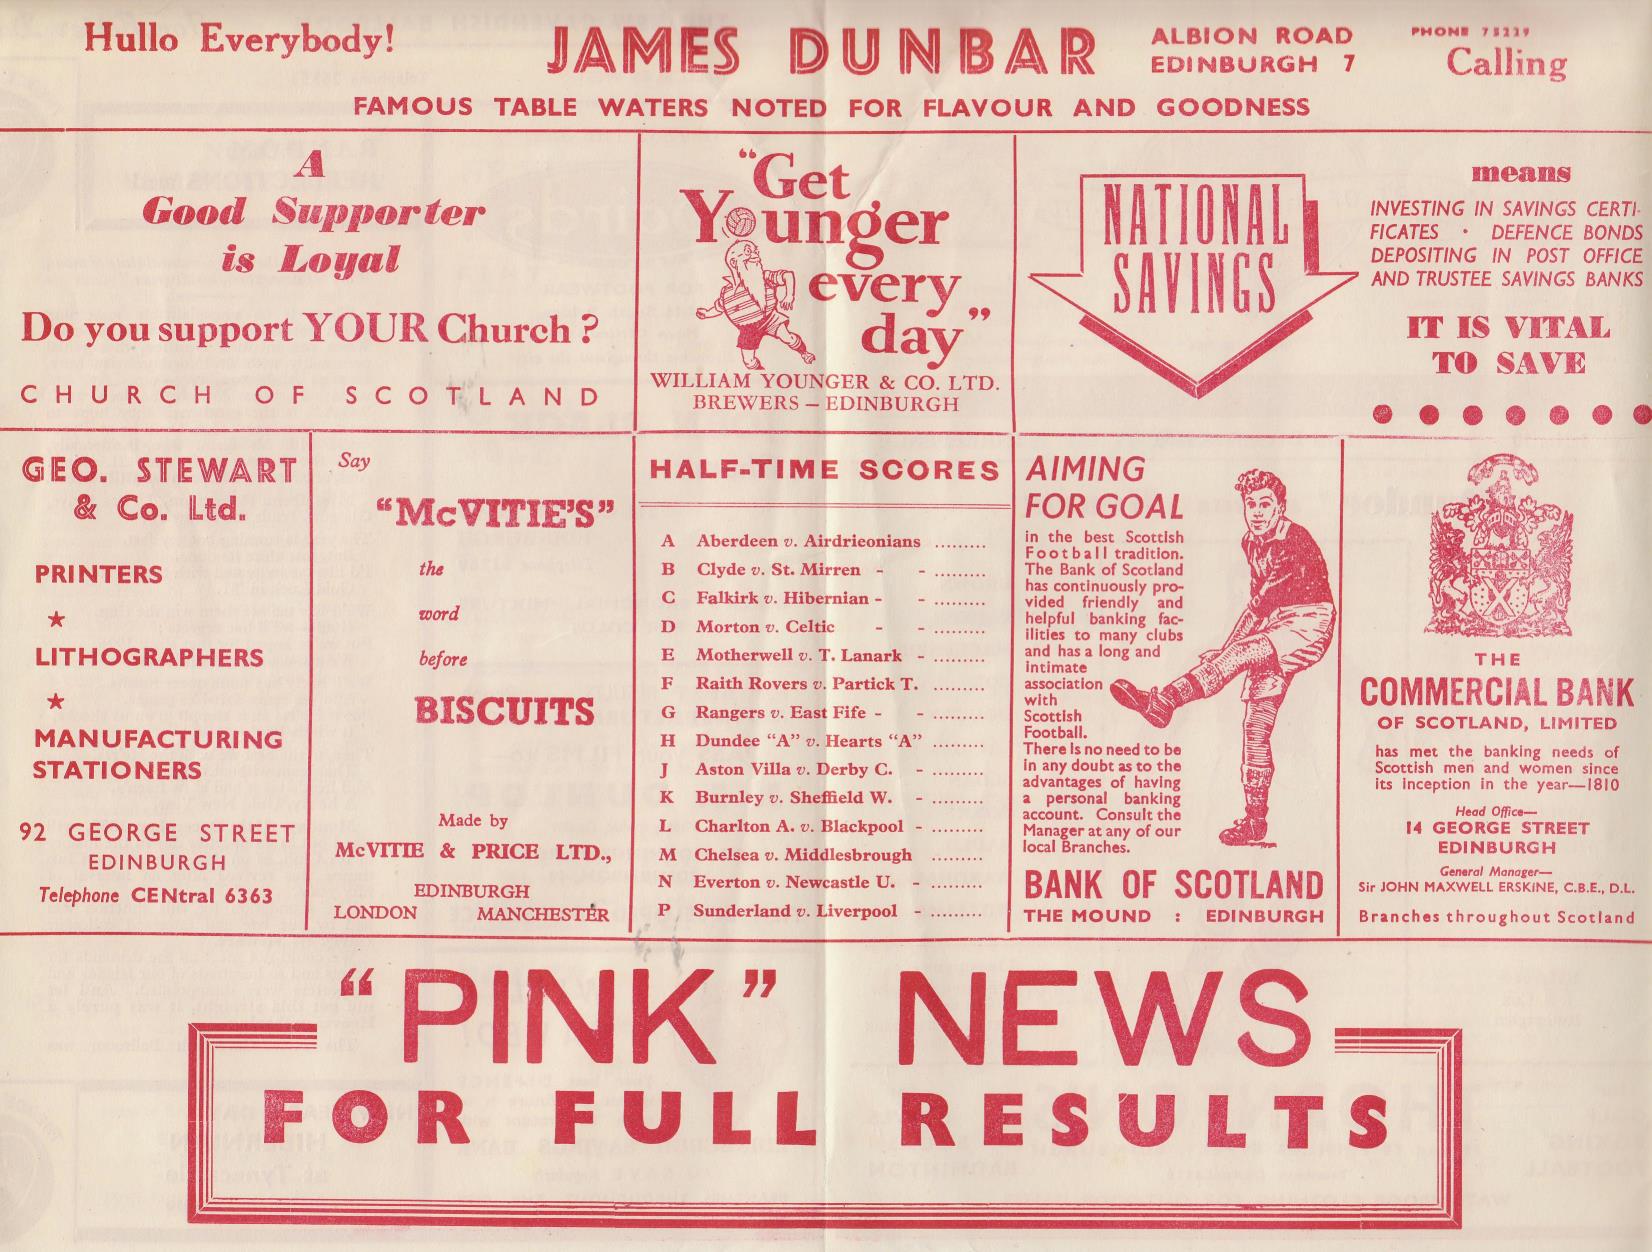 Hullo Everybody!
JAMES DUNBAR
ALBION ROAD
EDINBURGH 7
PHONE 75229
Calling
FAMOUS TABLE WATERS NOTED FOR FLAVOUR AND GOODNESS
A
Good Supporter
is Loyal
Do you support YOUR Church ?
CHURCH OF SCOTLAND
"Get
Younger
every
day"
WILLIAM YOUNGER & CO. LTD.
BREWERS – EDINBURGH
NATIONAL
SAVINGS
means
INVESTING IN SAVINGS CERTI-
FICATES · DEFENCE BONDS
DEPOSITING IN POST OFFICE
AND TRUSTEE SAVINGS BANKS
IT IS VITAL
TO SAVE
GEO. STEWART
& Co. Ltd.
PRINTERS
★
LITHOGRAPHERS
★
MANUFACTURING
STATIONERS
92 GEORGE STREET
EDINBURGH
Telephone CENtral 6363
Say
"McVITIE'S"
the
word
before
BISCUITS
Made by
McVITIE & PRICE LTD.,
EDINBURGH
LONDON MANCHESTER
HALF-TIME SCORES
A Aberdeen v. Airdrieonians .........
B Clyde v. St. Mirren - - .........
C Falkirk v. Hibernian - - .........
D Morton v. Celtic - - .........
E Motherwell v. T. Lanark - .........
F Raith Rovers v. Partick T. .........
G Rangers v. East Fife - - .........
H Dundee "A" v. Hearts "A" .........
J Aston Villa v. Derby C. - .........
K Burnley v. Sheffield W. - .........
L Charlton A. v. Blackpool - .........
M Chelsea v. Middlesbrough .........
N Everton v. Newcastle U. - .........
P Sunderland v. Liverpool - .........
AIMING
FOR GOAL
in the best Scottish
Football tradition.
The Bank of Scotland
has continuously pro-
vided friendly and
helpful banking fac-
ilities to many clubs
and has a long and
intimate
association
with
Scottish
Football.
There is no need to be
in any doubt as to the
advantages of having
a personal banking
account. Consult the
Manager at any of our
local Branches.
BANK OF SCOTLAND
THE MOUND : EDINBURGH
THE
COMMERCIAL BANK
OF SCOTLAND, LIMITED
has met the banking needs of
Scottish men and women since
its inception in the year—1810
Head Office—
14 GEORGE STREET
EDINBURGH
General Manager—
Sir JOHN MAXWELL ERSKINE, C.B.E., D.L.
Branches throughout Scotland
"PINK" NEWS
FOR FULL RESULTS